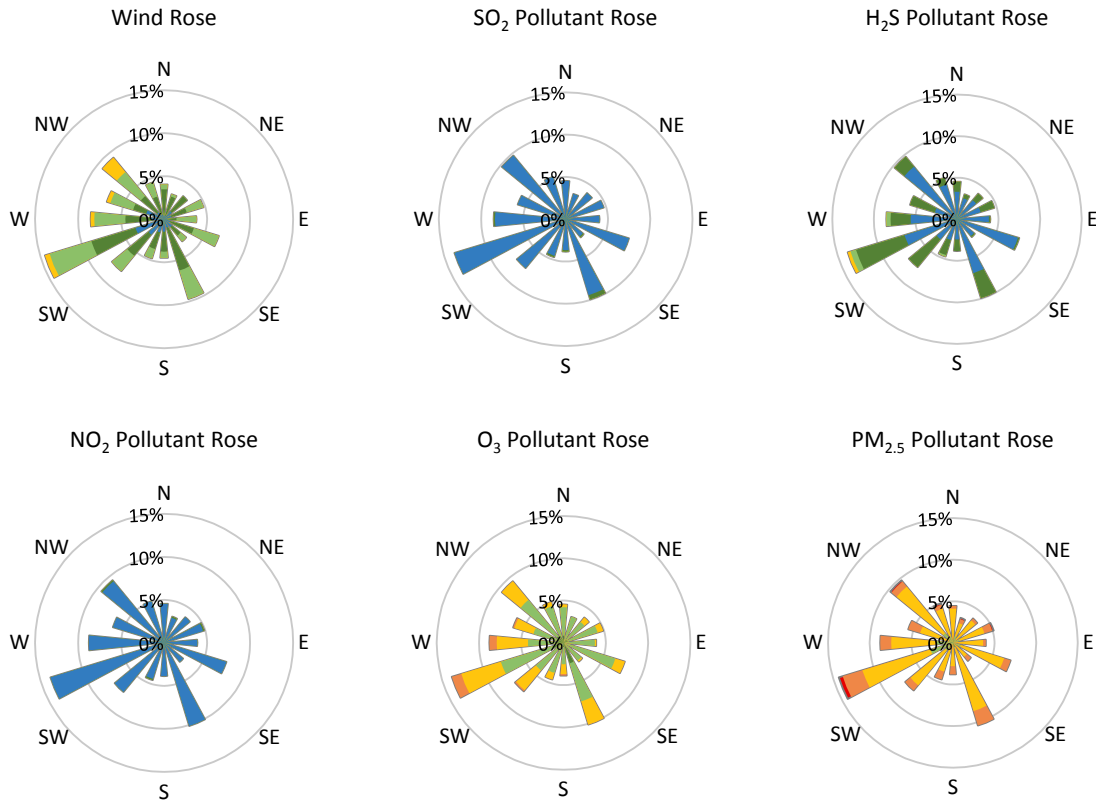 Wind Rose
N
15%
NW
NE
10%
5%
W
0%
E
SW
SE
S
SO₂ Pollutant Rose
N
15%
NW
NE
10%
5%
W
0%
E
SW
SE
S
H₂S Pollutant Rose
N
15%
NW
NE
10%
5%
W
0%
E
SW
SE
S
NO₂ Pollutant Rose
N
15%
NW
NE
10%
5%
W
0%
E
SW
SE
S
O₃ Pollutant Rose
N
15%
NW
NE
10%
5%
W
0%
E
SW
SE
S
PM₂.₅ Pollutant Rose
N
15%
NW
NE
10%
5%
W
0%
E
SW
SE
S